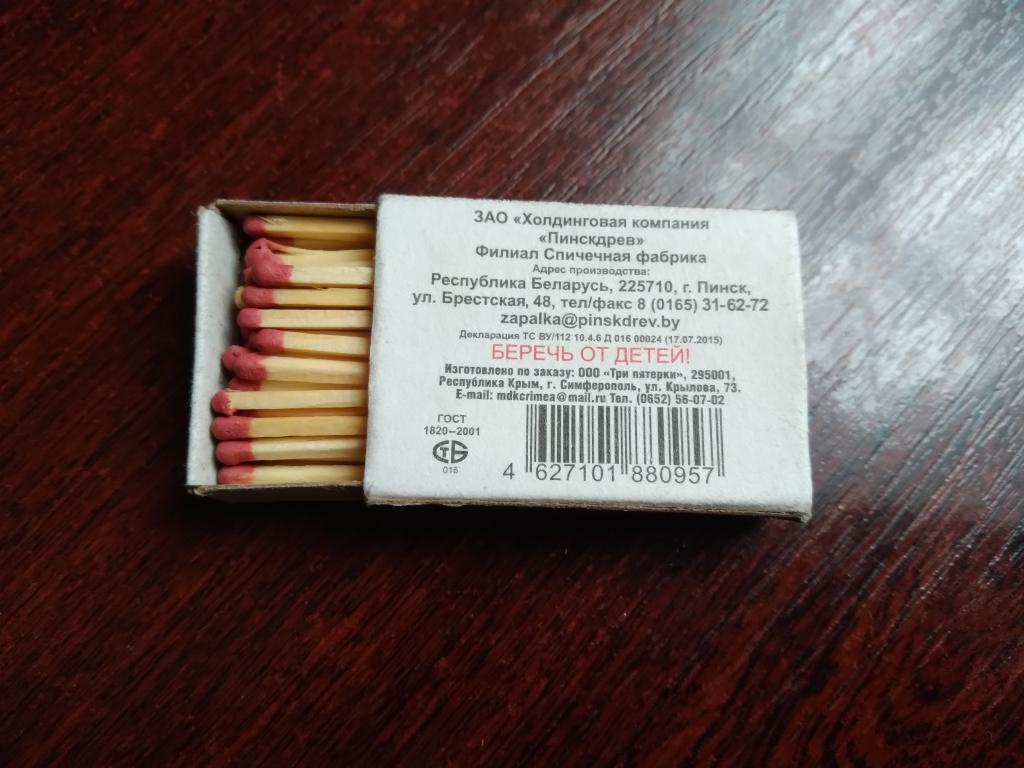 ЗАО «Холдинговая компания
«Пинскдрев»
Филиал Спичечная фабрика
Адрес производства:
Республика Беларусь, 225710, г. Пинск,
ул. Брестская, 48, тел/факс 8 (0165) 31-62-72
zapalka@pinskdrev.by
Декларация ТС BY/112 10.4.6 Д 016 00024 (17.07.2015)
БЕРЕЧЬ ОТ ДЕТЕЙ!
Изготовлено по заказу: ООО «Три пятерки», 295001,
Республика Крым, г. Симферополь, ул. Крылова, 73.
E-mail: mdkcrimea@mail.ru Тел. (0652) 56-07-02
ГОСТ
1820–2001
СТБ
016
4 627101 880957